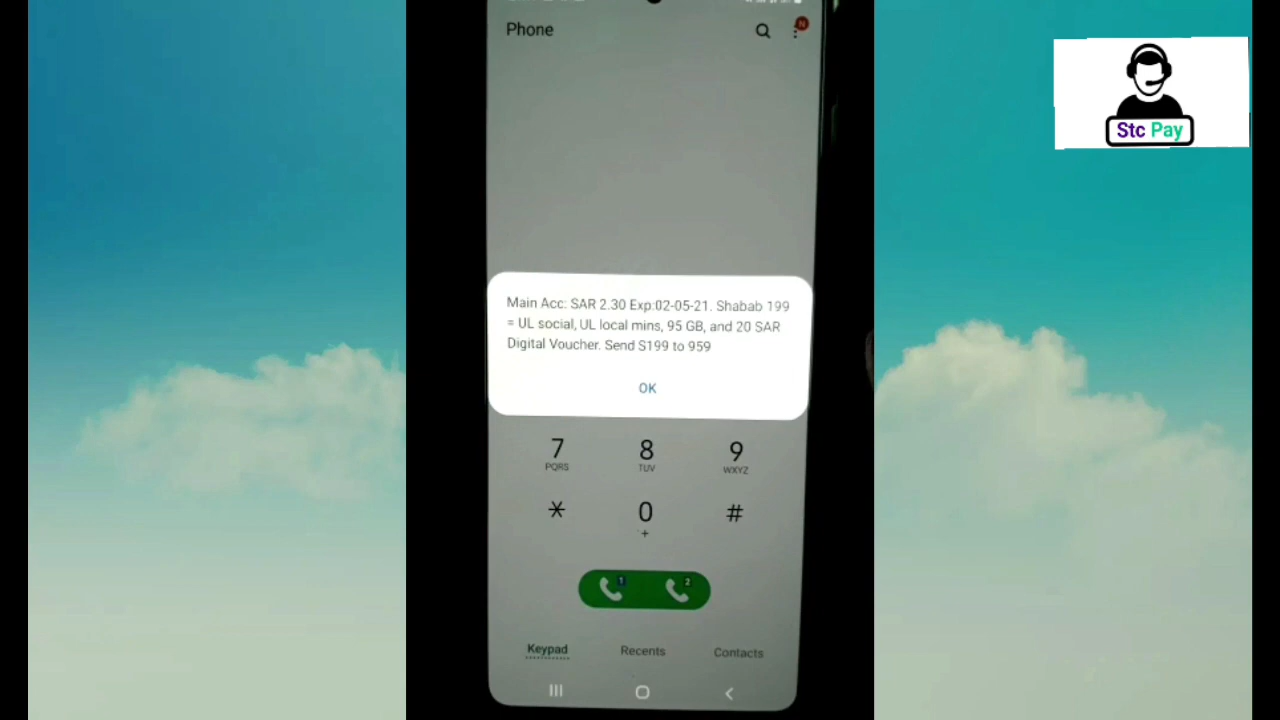 Phone
N
Stc Pay
Main Acc: SAR 2.30 Exp:02-05-21. Shabab 199
= UL social, UL local mins, 95 GB, and 20 SAR
Digital Voucher. Send S199 to 959
OK
7 8 9
PQRS TUV WXYZ
* 0 #
+
1 2
Keypad Recents Contacts